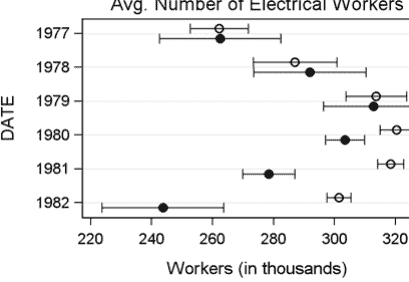 Avg. Number of Electrical Workers
DATE
1977
1978
1979
1980
1981
1982
220 240 260 280 300 320
Workers (in thousands)